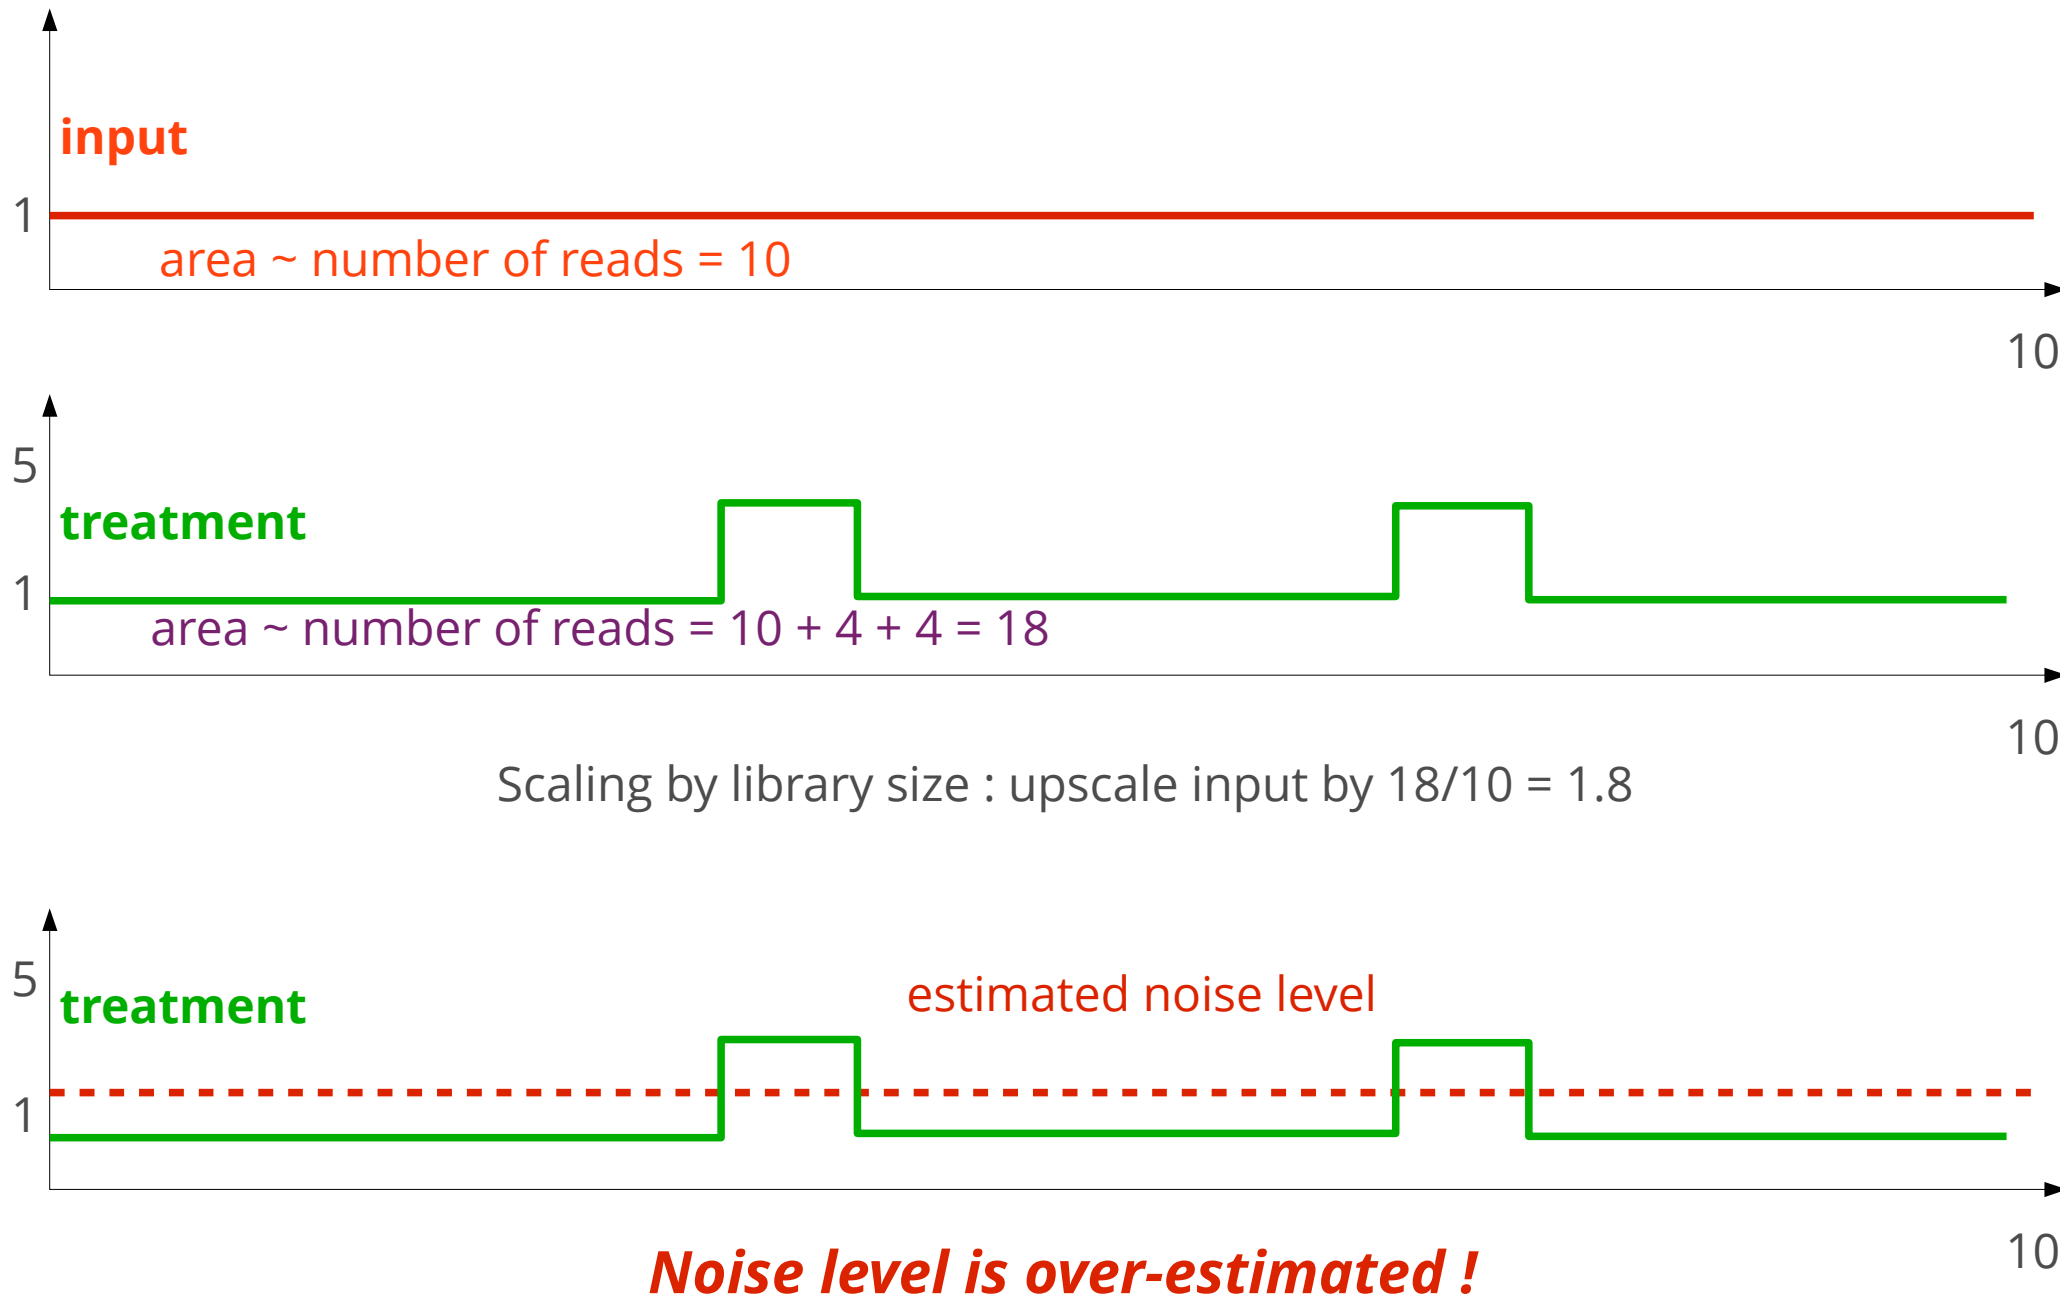 input
1
area ~ number of reads = 10
10
5
treatment
1
area ~ number of reads = 10 + 4 + 4 = 18
10
Scaling by library size : upscale input by 18/10 = 1.8
5
treatment
estimated noise level
1
10
Noise level is over-estimated !